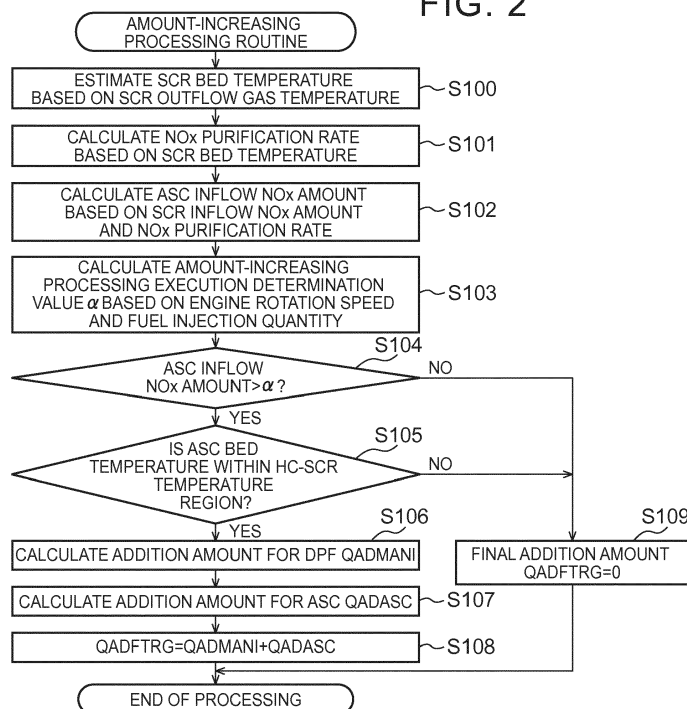 FIG. 2
AMOUNT-INCREASING
PROCESSING ROUTINE
ESTIMATE SCR BED TEMPERATURE
BASED ON SCR OUTFLOW GAS TEMPERATURE
S100
CALCULATE NOx PURIFICATION RATE
BASED ON SCR BED TEMPERATURE
S101
CALCULATE ASC INFLOW NOx AMOUNT
BASED ON SCR INFLOW NOx AMOUNT
AND NOx PURIFICATION RATE
S102
CALCULATE AMOUNT-INCREASING
PROCESSING EXECUTION DETERMINATION
VALUE α BASED ON ENGINE ROTATION SPEED
AND FUEL INJECTION QUANTITY
S103
S104
ASC INFLOW
NOx AMOUNT>α?
NO
YES
S105
IS ASC BED
TEMPERATURE WITHIN HC-SCR
TEMPERATURE
REGION?
NO
YES
S106
CALCULATE ADDITION AMOUNT FOR DPF QADMANI
S109
FINAL ADDITION AMOUNT
QADFTRG=0
CALCULATE ADDITION AMOUNT FOR ASC QADASC
S107
QADFTRG=QADMANI+QADASC
S108
END OF PROCESSING